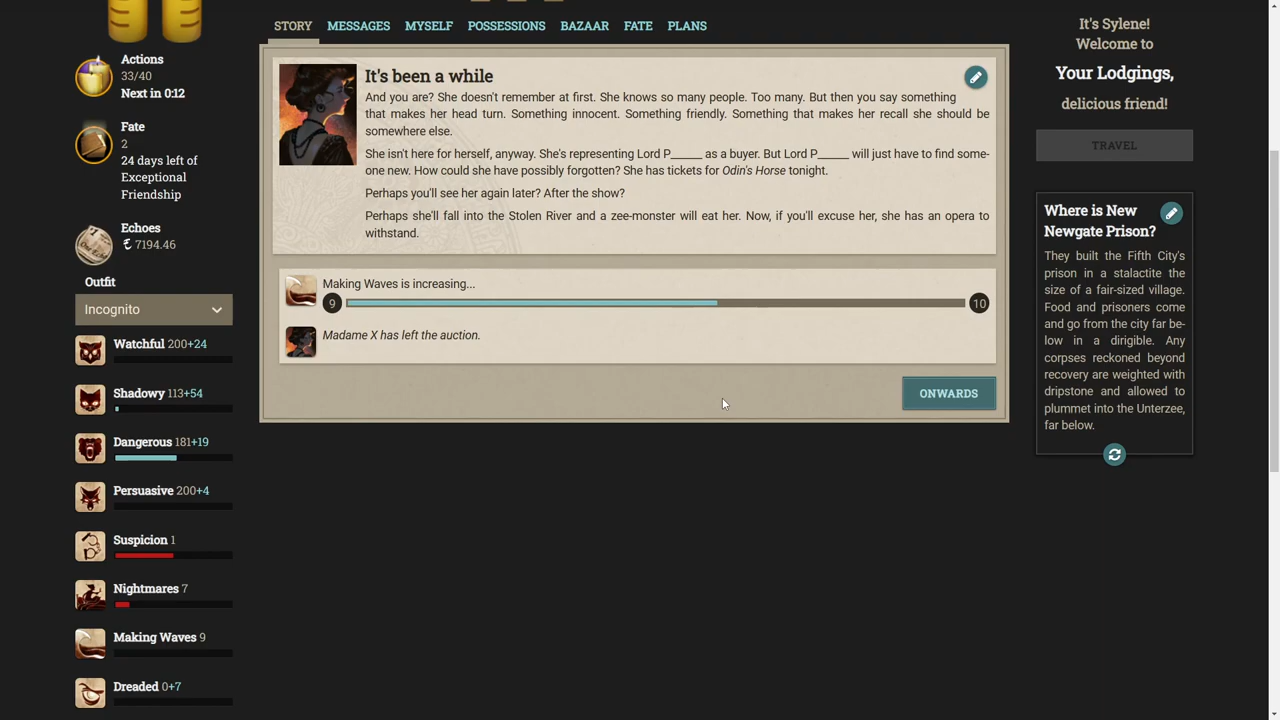 STORY MESSAGES MYSELF POSSESSIONS BAZAAR FATE PLANS
Actions
33/40
Next in 0:12
Fate
2
24 days left of
Exceptional
Friendship
Echoes
7194.46
Outfit
Incognito
Watchful 200+24
Shadowy 113+54
Dangerous 181+19
Persuasive 200+4
Suspicion 1
Nightmares 7
Making Waves 9
Dreaded 0+7
It's been a while
And you are? She doesn't remember at first. She knows so many people. Too many. But then you say something
that makes her head turn. Something innocent. Something friendly. Something that makes her recall she should be
somewhere else.
She isn't here for herself, anyway. She's representing Lord P______ as a buyer. But Lord P______ will just have to find some-
one new. How could she have possibly forgotten? She has tickets for Odin's Horse tonight.
Perhaps you'll see her again later? After the show?
Perhaps she'll fall into the Stolen River and a zee-monster will eat her. Now, if you'll excuse her, she has an opera to
withstand.
Making Waves is increasing...
9 10
Madame X has left the auction.
ONWARDS
It's Sylene!
Welcome to
Your Lodgings,
delicious friend!
TRAVEL
Where is New
Newgate Prison?
They built the Fifth City's
prison in a stalactite the
size of a fair-sized village.
Food and prisoners come
and go from the city far be-
low in a dirigible. Any
corpses reckoned beyond
recovery are weighted with
dripstone and allowed to
plummet into the Unterzee,
far below.